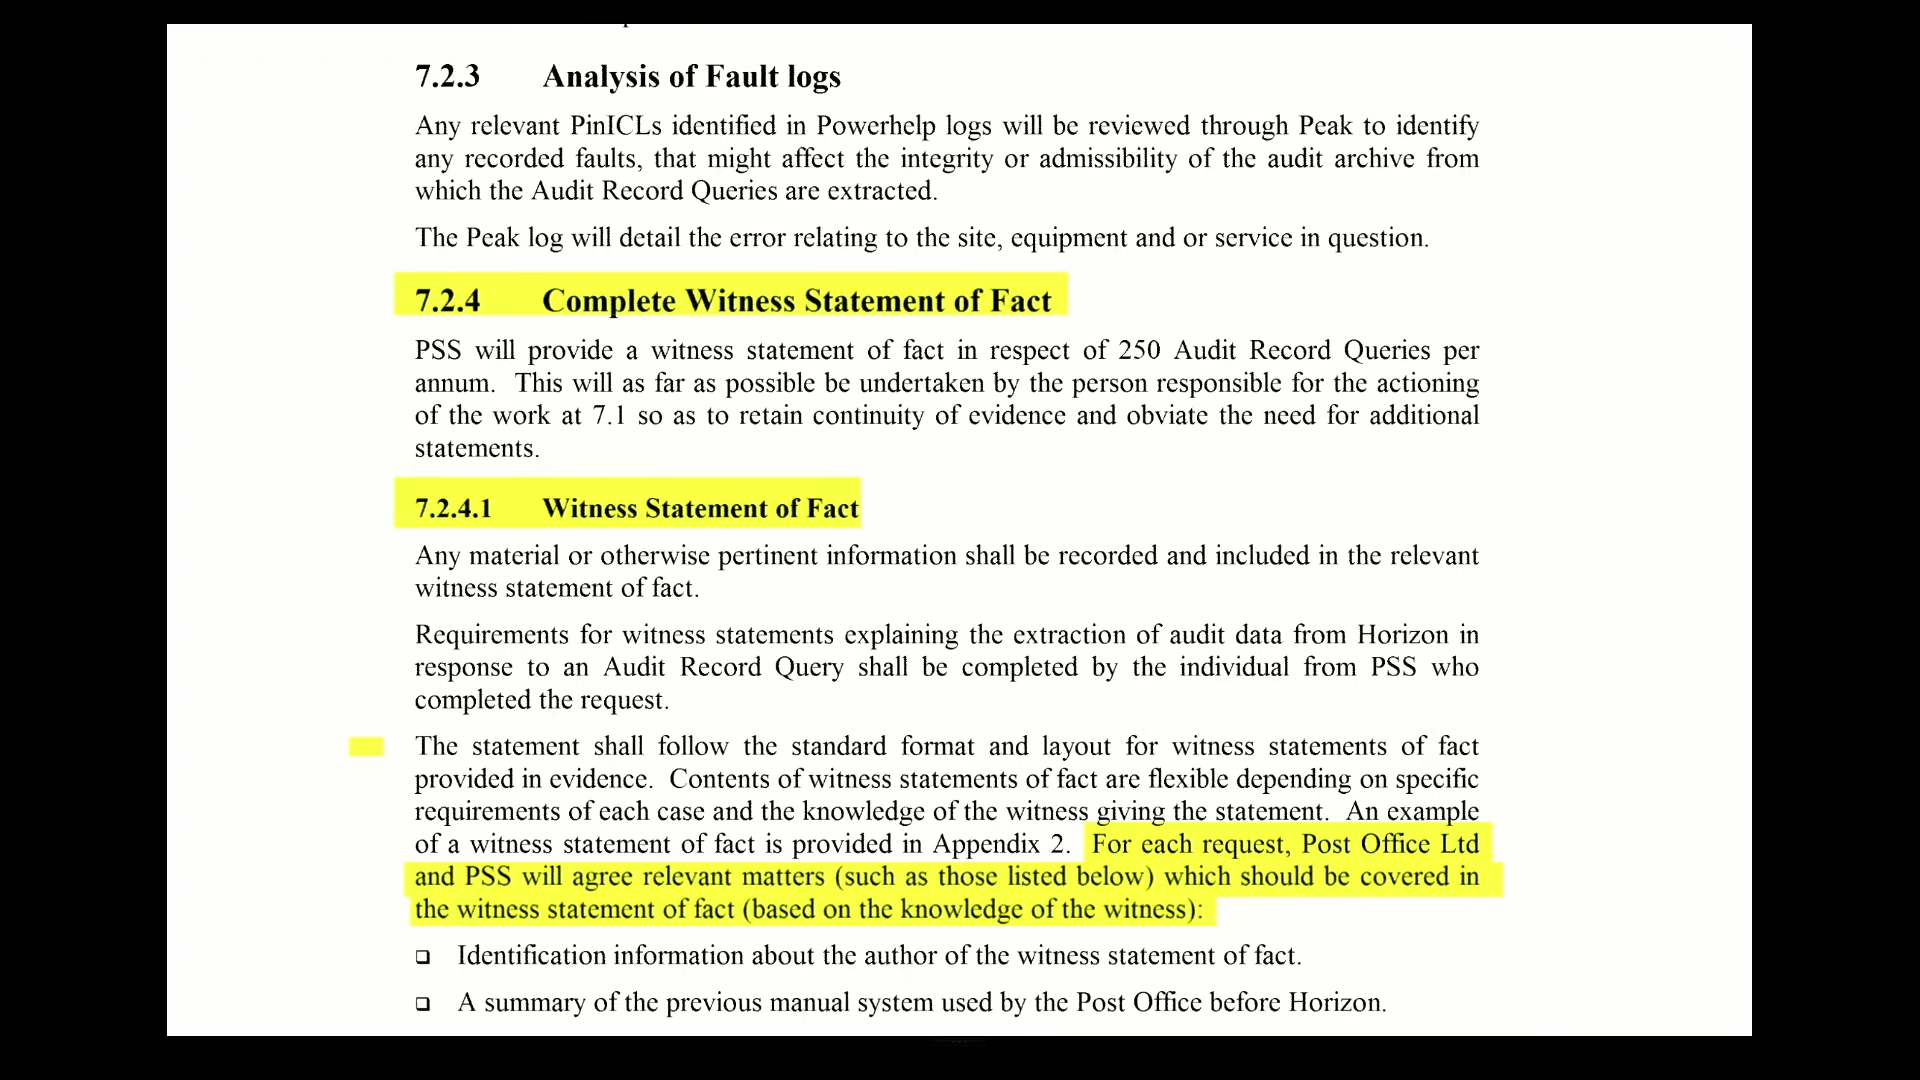 7.2.3 Analysis of Fault logs
Any relevant PinICLs identified in Powerhelp logs will be reviewed through Peak to identify
any recorded faults, that might affect the integrity or admissibility of the audit archive from
which the Audit Record Queries are extracted.
The Peak log will detail the error relating to the site, equipment and or service in question.
7.2.4 Complete Witness Statement of Fact
PSS will provide a witness statement of fact in respect of 250 Audit Record Queries per
annum. This will as far as possible be undertaken by the person responsible for the actioning
of the work at 7.1 so as to retain continuity of evidence and obviate the need for additional
statements.
7.2.4.1 Witness Statement of Fact
Any material or otherwise pertinent information shall be recorded and included in the relevant
witness statement of fact.
Requirements for witness statements explaining the extraction of audit data from Horizon in
response to an Audit Record Query shall be completed by the individual from PSS who
completed the request.
The statement shall follow the standard format and layout for witness statements of fact
provided in evidence. Contents of witness statements of fact are flexible depending on specific
requirements of each case and the knowledge of the witness giving the statement. An example
of a witness statement of fact is provided in Appendix 2. For each request, Post Office Ltd
and PSS will agree relevant matters (such as those listed below) which should be covered in
the witness statement of fact (based on the knowledge of the witness):
❑ Identification information about the author of the witness statement of fact.
❑ A summary of the previous manual system used by the Post Office before Horizon.